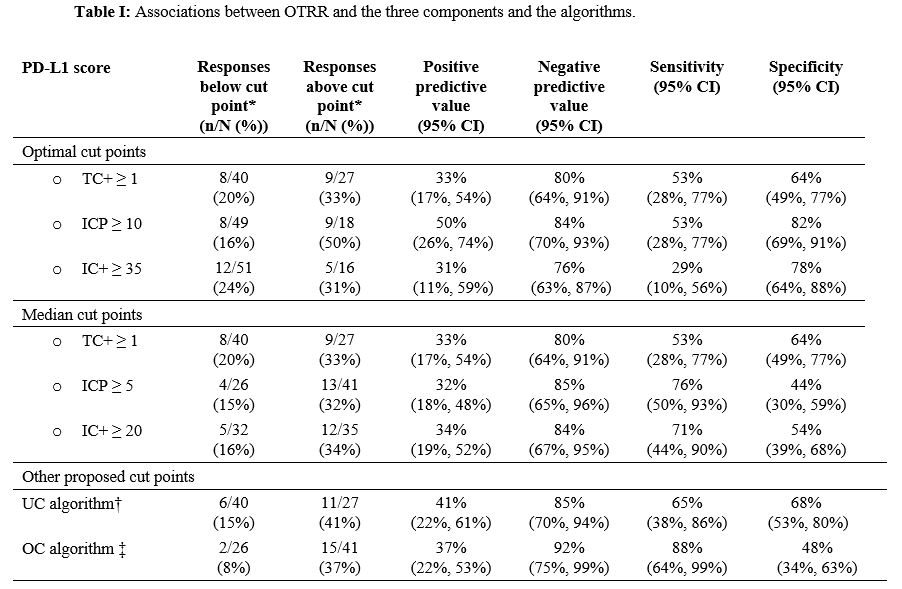 Table I: Associations between OTRR and the three components and the algorithms.
PD-L1 score Responses below cut point* (n/N (%)) Responses above cut point* (n/N (%)) Positive predictive value (95% CI) Negative predictive value (95% CI) Sensitivity (95% CI) Specificity (95% CI)
Optimal cut points
o TC+ ≥ 1 8/40 9/27 33% 80% 53% 64%
(20%) (33%) (17%, 54%) (64%, 91%) (28%, 77%) (49%, 77%)
o ICP ≥ 10 8/49 9/18 50% 84% 53% 82%
(16%) (50%) (26%, 74%) (70%, 93%) (28%, 77%) (69%, 91%)
o IC+ ≥ 35 12/51 5/16 31% 76% 29% 78%
(24%) (31%) (11%, 59%) (63%, 87%) (10%, 56%) (64%, 88%)
Median cut points
o TC+ ≥ 1 8/40 9/27 33% 80% 53% 64%
(20%) (33%) (17%, 54%) (64%, 91%) (28%, 77%) (49%, 77%)
o ICP ≥ 5 4/26 13/41 32% 85% 76% 44%
(15%) (32%) (18%, 48%) (65%, 96%) (50%, 93%) (30%, 59%)
o IC+ ≥ 20 5/32 12/35 34% 84% 71% 54%
(16%) (34%) (19%, 52%) (67%, 95%) (44%, 90%) (39%, 68%)
Other proposed cut points
UC algorithm† 6/40 11/27 41% 85% 65% 68%
(15%) (41%) (22%, 61%) (70%, 94%) (38%, 86%) (53%, 80%)
OC algorithm ‡ 2/26 15/41 37% 92% 88% 48%
(8%) (37%) (22%, 53%) (75%, 99%) (64%, 99%) (34%, 63%)